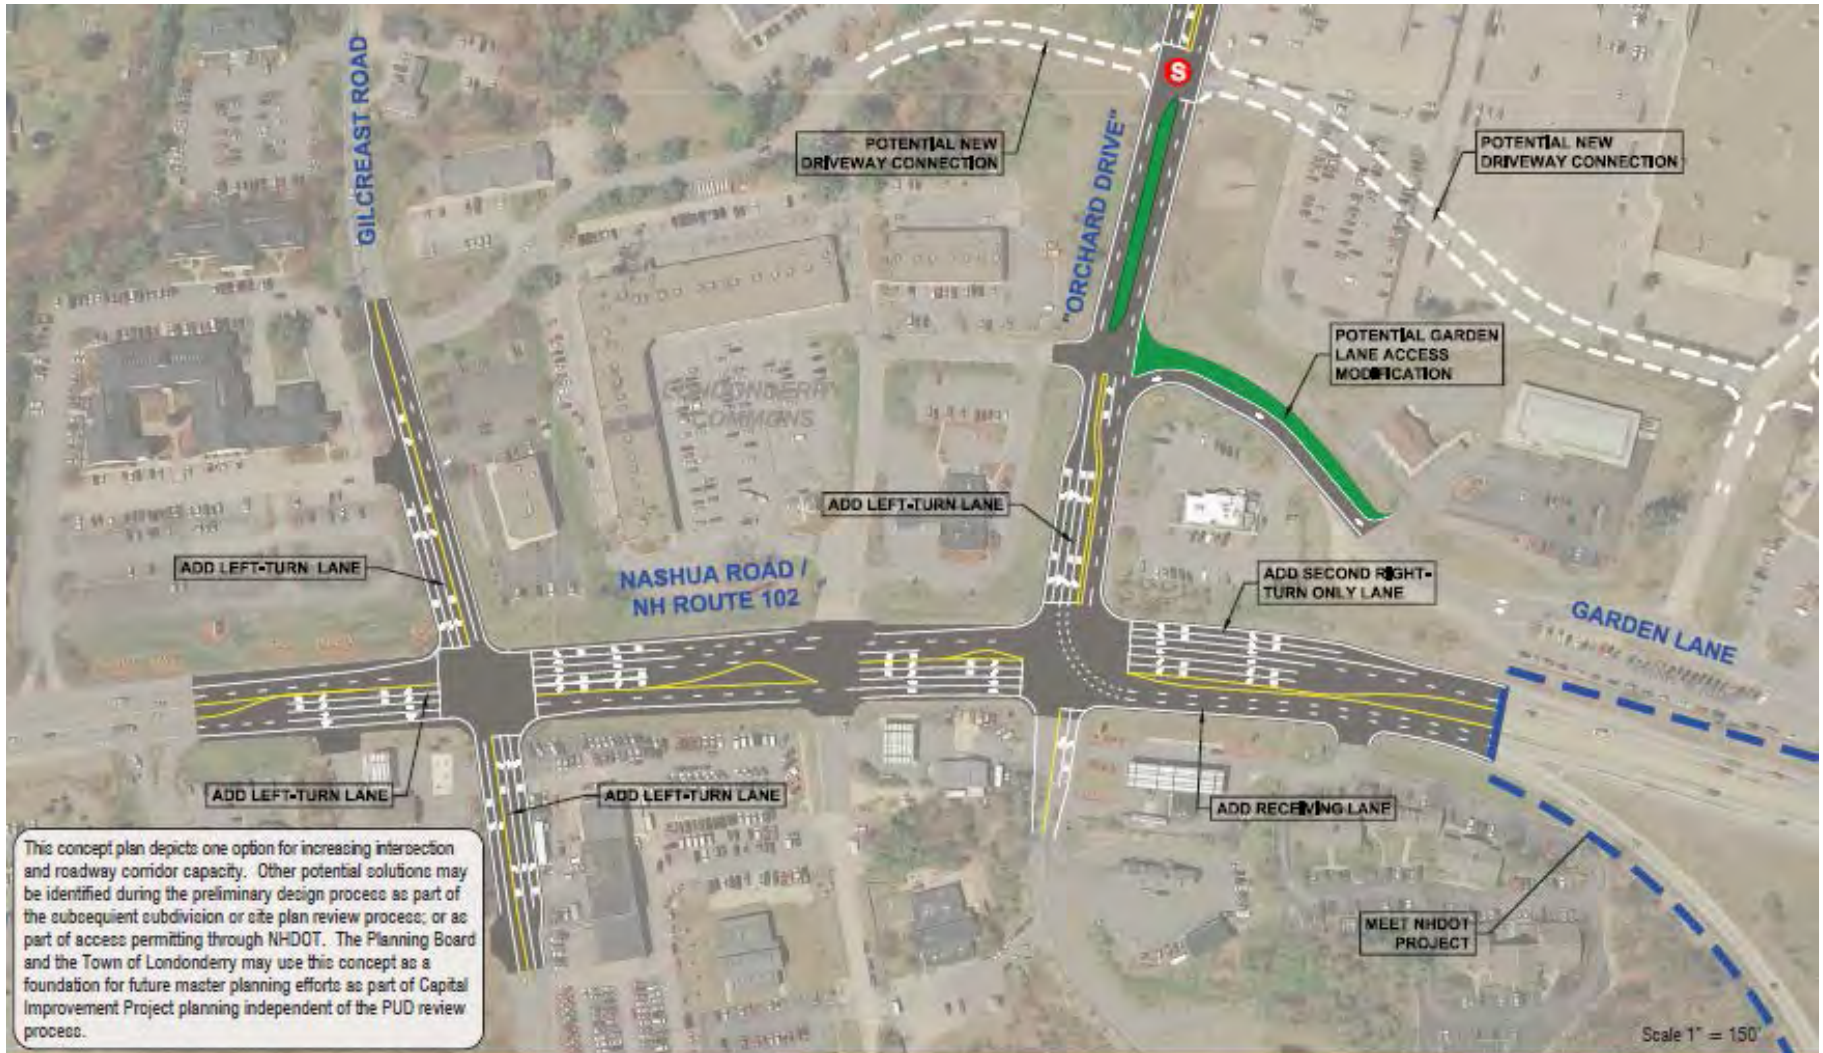 GILCREAST ROAD
S
POTENTIAL NEW
DRIVEWAY CONNECTION
"ORCHARD DRIVE"
POTENTIAL NEW
DRIVEWAY CONNECTION
POTENTIAL GARDEN
LANE ACCESS
MODIFICATION
LONDONDERRY
COMMONS
ADD LEFT-TURN LANE
ADD LEFT-TURN LANE
NASHUA ROAD /
NH ROUTE 102
ADD SECOND RIGHT-
TURN ONLY LANE
GARDEN LANE
ADD LEFT-TURN LANE
ADD LEFT-TURN LANE
ADD RECEIVING LANE
MEET NHDOT
PROJECT
This concept plan depicts one option for increasing intersection
and roadway corridor capacity. Other potential solutions may
be identified during the preliminary design process as part of
the subsequent subdivision or site plan review process; or as
part of access permitting through NHDOT. The Planning Board
and the Town of Londonderry may use this concept as a
foundation for future master planning efforts as part of Capital
Improvement Project planning independent of the PUD review
process.
Scale 1" = 150'